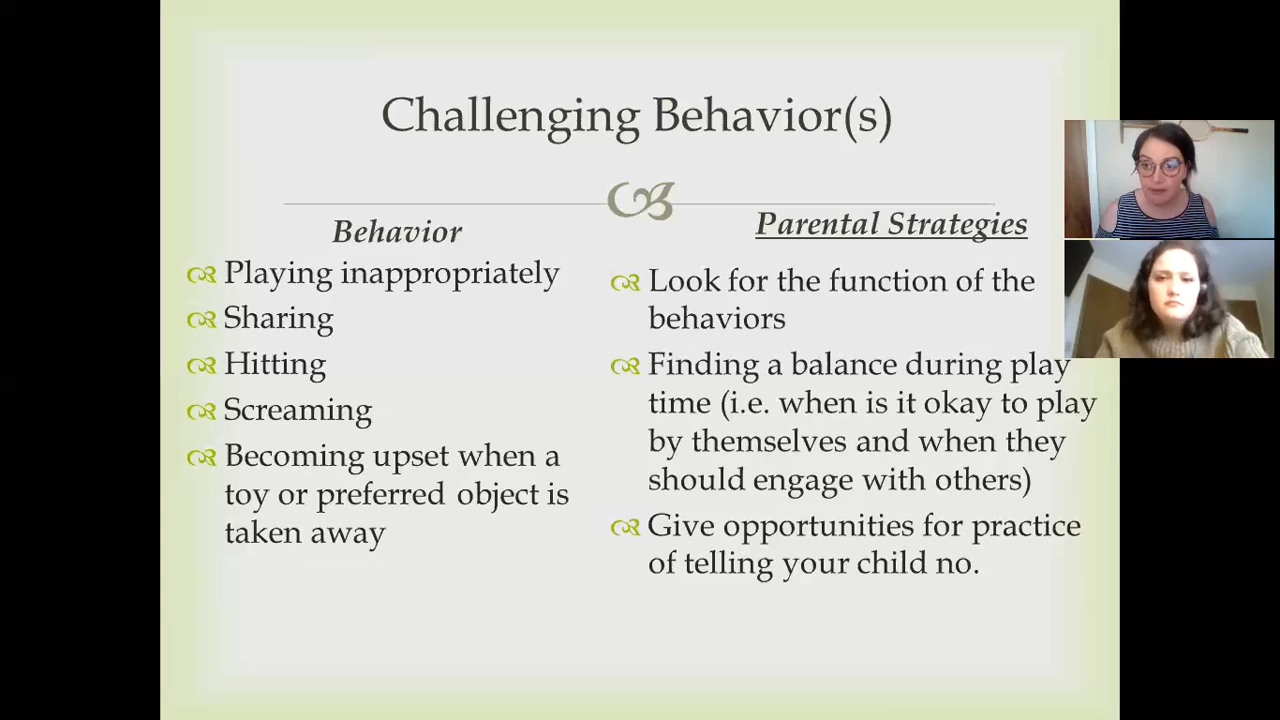 Challenging Behavior(s)
Behavior
Playing inappropriately
Sharing
Hitting
Screaming
Becoming upset when a
toy or preferred object is
taken away
Parental Strategies
Look for the function of the
behaviors
Finding a balance during play
time (i.e. when is it okay to play
by themselves and when they
should engage with others)
Give opportunities for practice
of telling your child no.